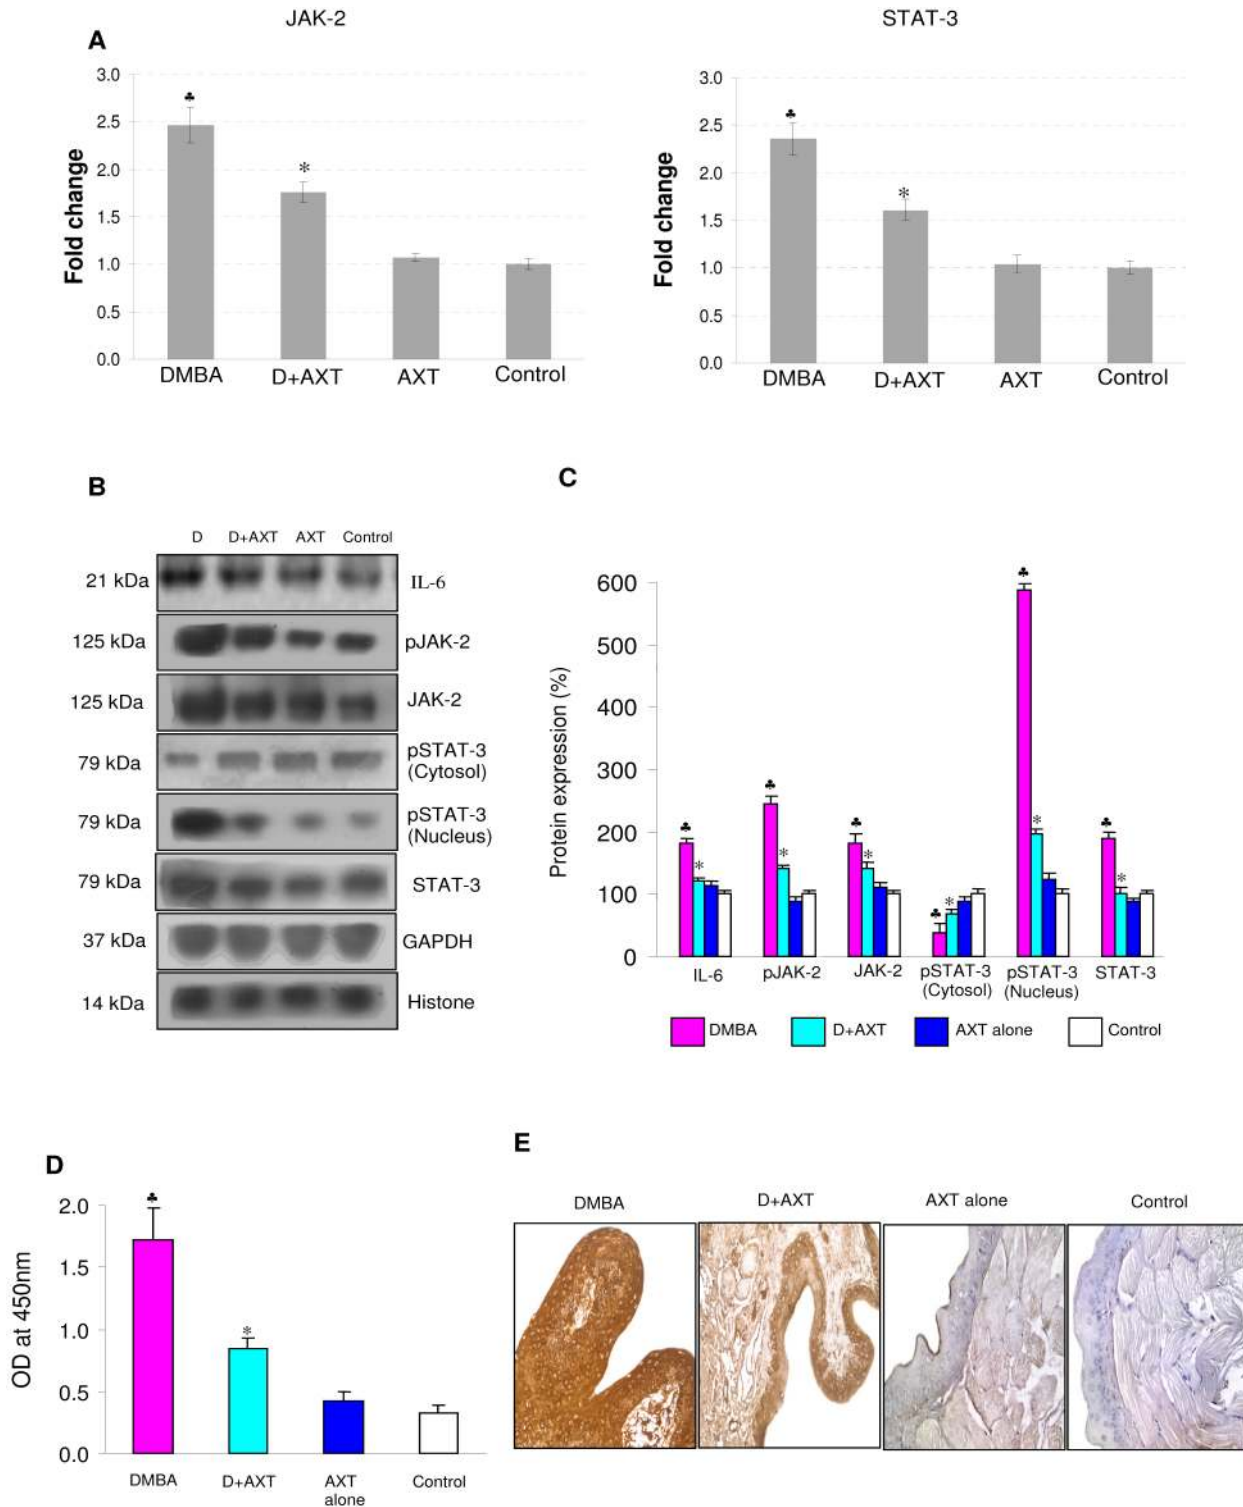 JAK-2
STAT-3
A
3.0
2.5
2.0
1.5
1.0
0.5
0.0
Fold change
♣
*
DMBA
D+AXT
AXT
Control
3.0
2.5
2.0
1.5
1.0
0.5
0.0
Fold change
♣
*
DMBA
D+AXT
AXT
Control
B
D D+AXT AXT Control
21 kDa IL-6
125 kDa pJAK-2
125 kDa JAK-2
79 kDa pSTAT-3
(Cytosol)
79 kDa pSTAT-3
(Nucleus)
79 kDa STAT-3
37 kDa GAPDH
14 kDa Histone
C
600
500
400
300
200
100
0
Protein expression (%)
♣ * ♣ * ♣ * ♣ * ♣ * ♣ *
IL-6 pJAK-2 JAK-2 pSTAT-3 pSTAT-3 STAT-3
(Cytosol) (Nucleus)
DMBA D+AXT AXT alone Control
D
2.0
1.5
1.0
0.5
0.0
OD at 450nm
♣
*
DMBA D+AXT AXT Control
alone
E
DMBA D+AXT AXT alone Control